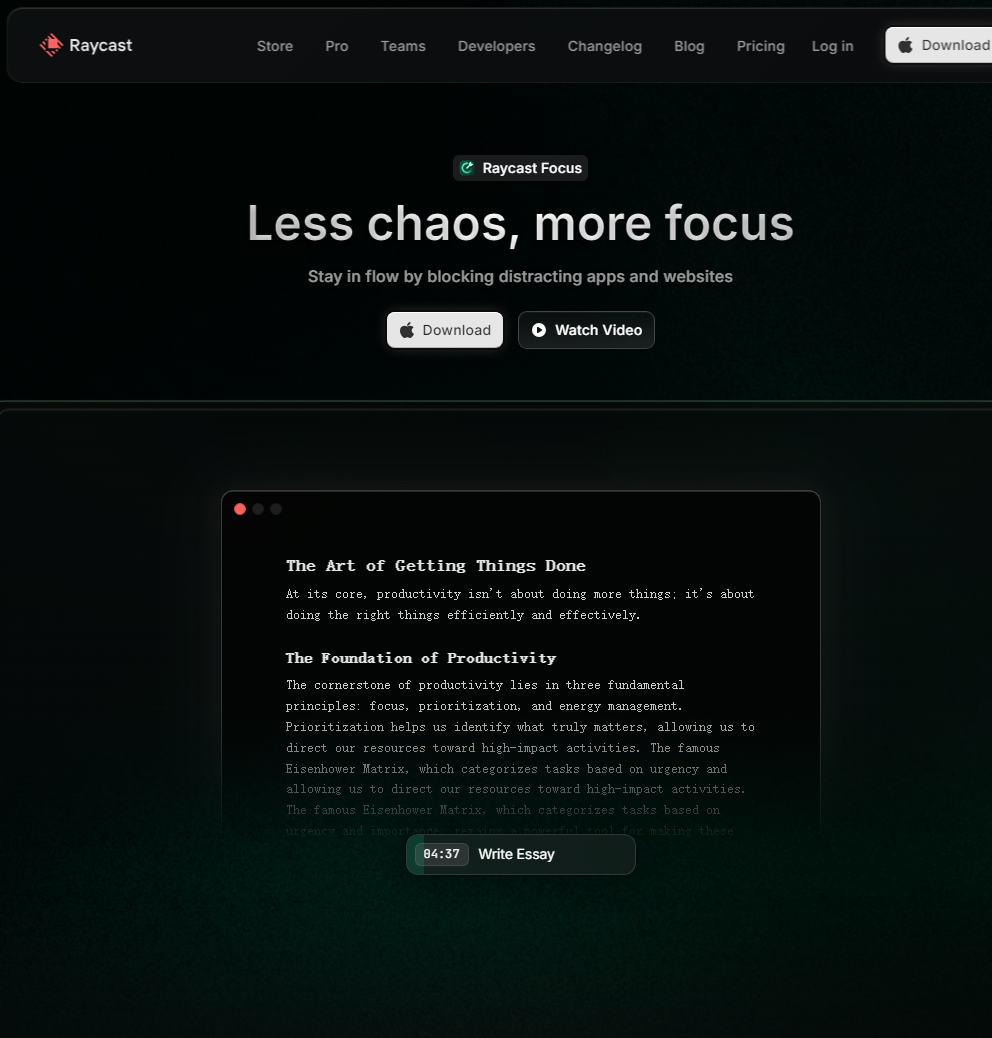 Raycast
Store Pro Teams Developers Changelog Blog Pricing Log in Download
Raycast Focus
Less chaos, more focus
Stay in flow by blocking distracting apps and websites
Download Watch Video
The Art of Getting Things Done
At its core, productivity isn't about doing more things; it's about
doing the right things efficiently and effectively.
The Foundation of Productivity
The cornerstone of productivity lies in three fundamental
principles: focus, prioritization, and energy management.
Prioritization helps us identify what truly matters, allowing us to
direct our resources toward high-impact activities. The famous
Eisenhower Matrix, which categorizes tasks based on urgency and
allowing us to direct our resources toward high-impact activities.
The famous Eisenhower Matrix, which categorizes tasks based on
urgency and importance, remains a powerful tool for making these
04:37 Write Essay